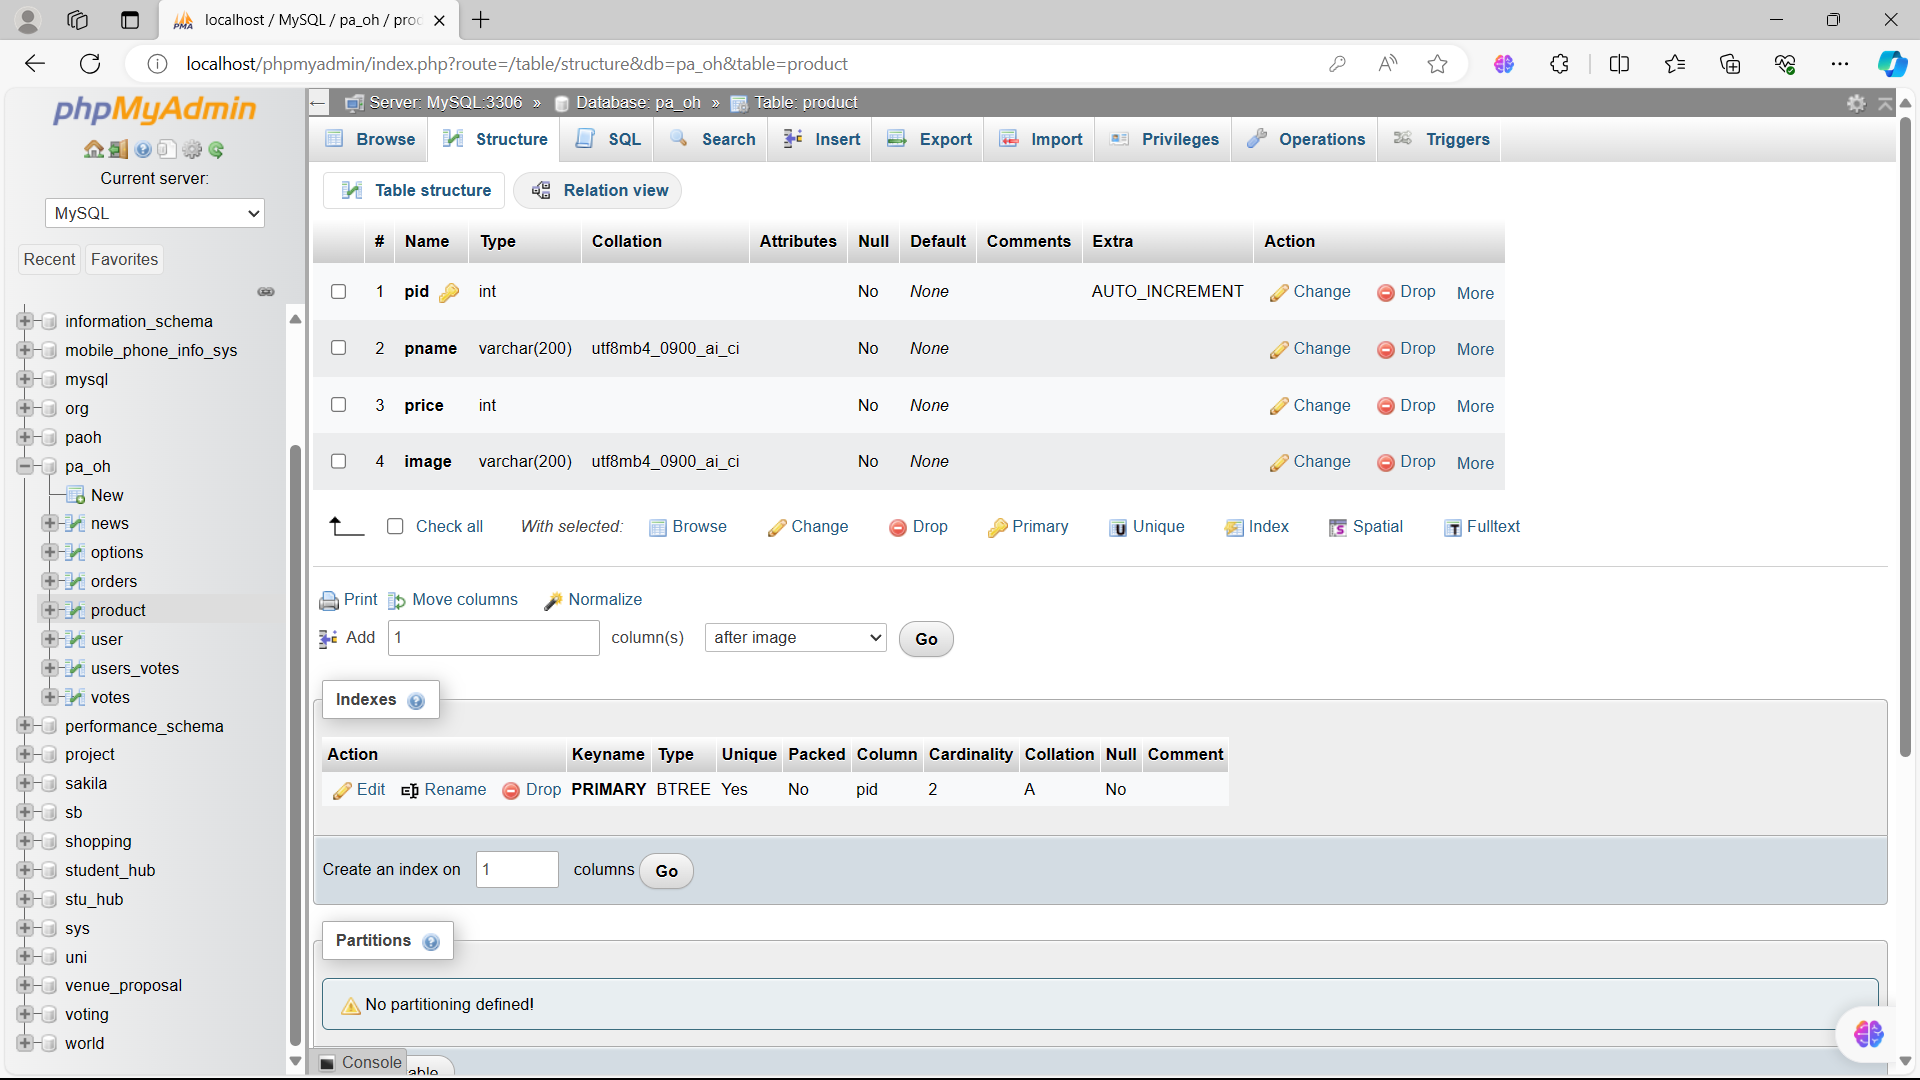 localhost / MySQL / pa_oh / proc
localhost/phpmyadmin/index.php?route=/table/structure&db=pa_oh&table=product
phpMyAdmin
Server: MySQL:3306 » Database: pa_oh » Table: product
Browse Structure SQL Search Insert Export Import Privileges Operations Triggers
Current server:
MySQL
Recent Favorites
information_schema
mobile_phone_info_sys
mysql
org
paoh
pa_oh
New
news
options
orders
product
user
users_votes
votes
performance_schema
project
sakila
sb
shopping
student_hub
stu_hub
sys
uni
venue_proposal
voting
world
Table structure Relation view
# Name Type Collation Attributes Null Default Comments Extra Action
1 pid int No None AUTO_INCREMENT Change Drop More
2 pname varchar(200) utf8mb4_0900_ai_ci No None Change Drop More
3 price int No None Change Drop More
4 image varchar(200) utf8mb4_0900_ai_ci No None Change Drop More
Check all With selected: Browse Change Drop Primary Unique Index Spatial Fulltext
Print Move columns Normalize
Add 1 column(s) after image Go
Indexes
Action Keyname Type Unique Packed Column Cardinality Collation Null Comment
Edit Rename Drop PRIMARY BTREE Yes No pid 2 A No
Create an index on 1 columns Go
Partitions
No partitioning defined!
Console